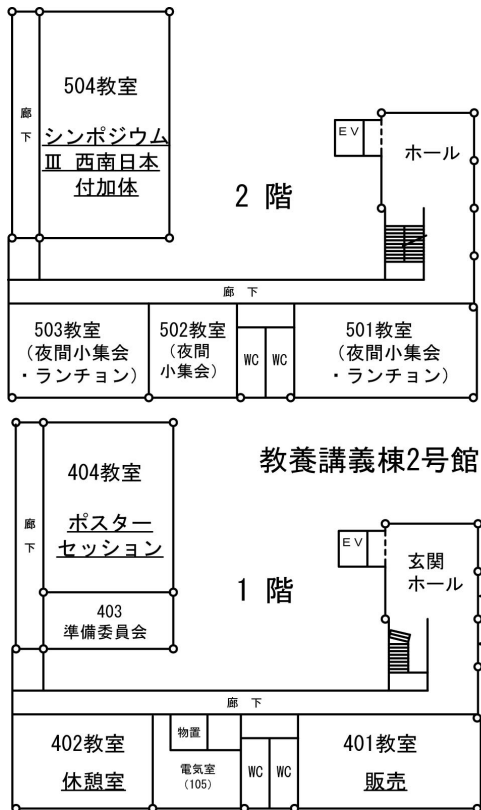 504教室
廊
下
シンポジウム
Ⅲ 西南日本
付加体
EV
ホール
2 階
廊 下
503教室
(夜間小集会
・ランチョン)
502教室
(夜間
小集会)
WC
WC
501教室
(夜間小集会
・ランチョン)
教養講義棟2号館
404教室
廊
下
ポスター
セッション
EV
玄関
ホール
1 階
403
準備委員会
廊 下
402教室
休憩室
物置
電気室
(105)
WC
WC
401教室
販売